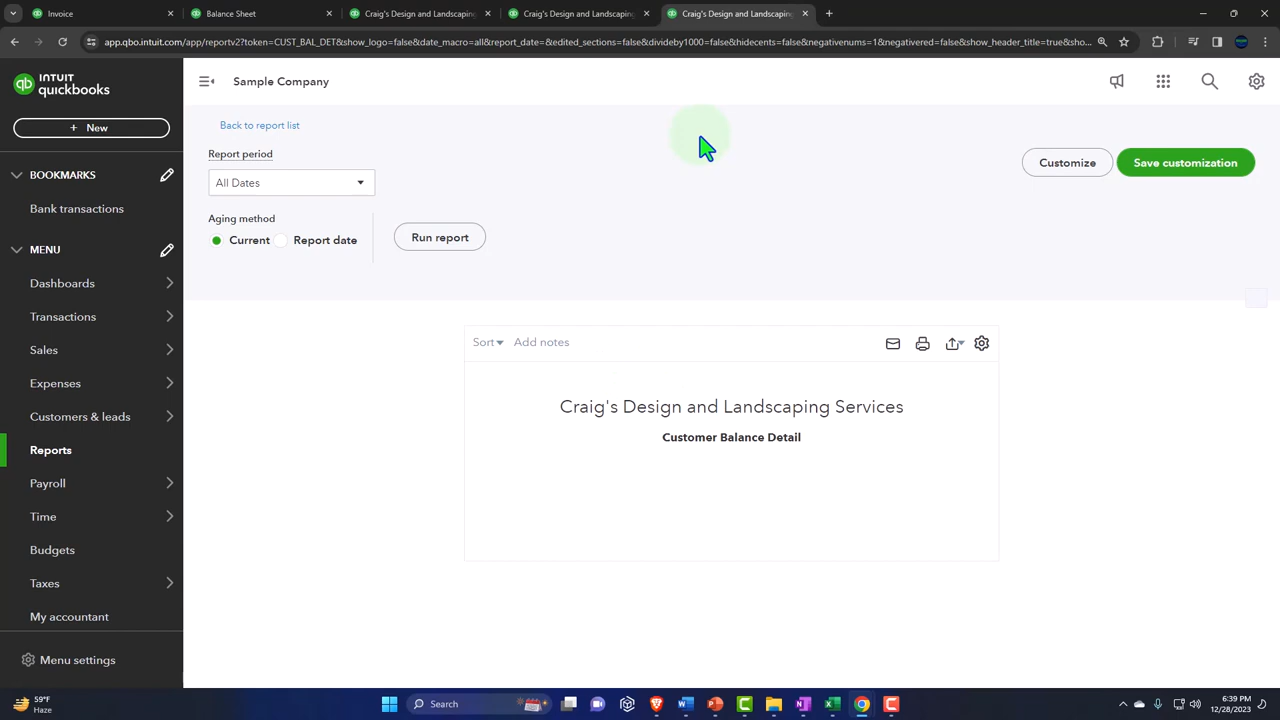 Invoice
Balance Sheet
Craig's Design and Landscaping
Craig's Design and Landscaping
Craig's Design and Landscaping
app.qbo.intuit.com/app/reportv2?token=CUST_BAL_DET&show_logo=false&date_macro=all&report_date=&edbo.edited_sections=false&divideby1000=false&hidecents=false&negativenums=1&negativered=false&show_header_title=true&sho...
INTUIT
quickbooks
Sample Company
+ New
Back to report list
Report period
All Dates
Customize
Save customization
Aging method
Current
Report date
Run report
BOOKMARKS
Bank transactions
MENU
Dashboards
Transactions
Sales
Expenses
Customers & leads
Reports
Payroll
Time
Budgets
Taxes
My accountant
Menu settings
Sort
Add notes
Craig's Design and Landscaping Services
Customer Balance Detail
59°F
Haze
Search
6:39 PM
12/28/2023